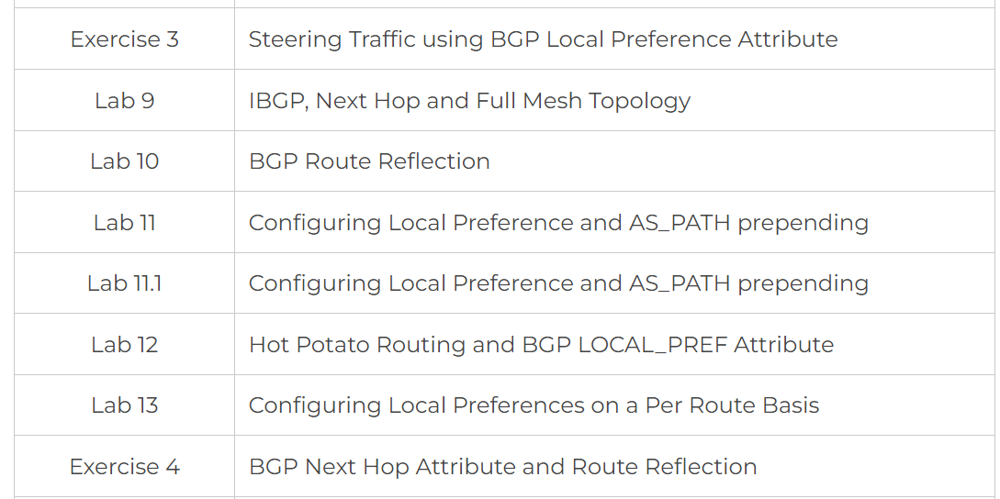 Exercise 3 Steering Traffic using BGP Local Preference Attribute
Lab 9 IBGP, Next Hop and Full Mesh Topology
Lab 10 BGP Route Reflection
Lab 11 Configuring Local Preference and AS_PATH prepending
Lab 11.1 Configuring Local Preference and AS_PATH prepending
Lab 12 Hot Potato Routing and BGP LOCAL_PREF Attribute
Lab 13 Configuring Local Preferences on a Per Route Basis
Exercise 4 BGP Next Hop Attribute and Route Reflection